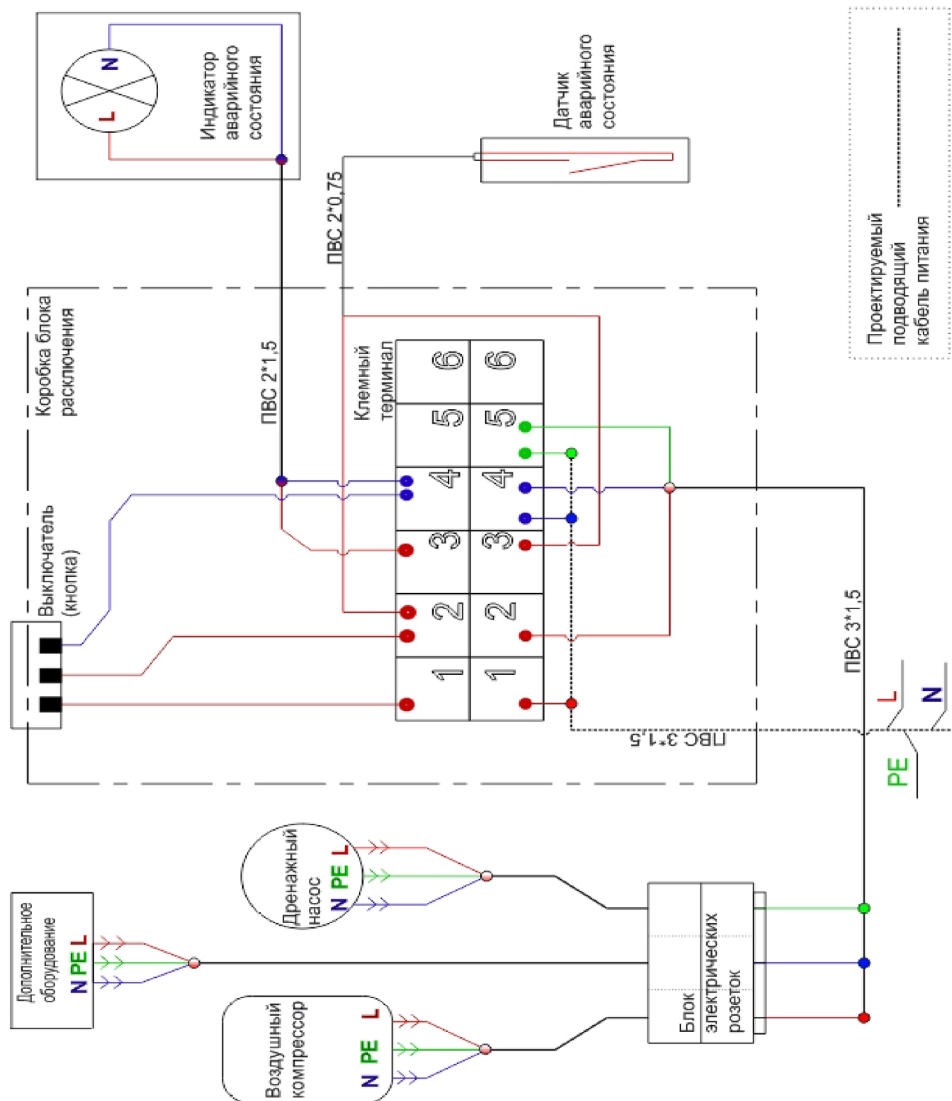 Дополнительное
оборудование
N PE L
Воздушный
компрессор
N PE L
Дренажный
насос
N PE L
Блок
электрических
розеток
Выключатель
(кнопка)
Коробка блока
расключения
ПВС 2*1,5
Клемный
терминал
1 2 3 4 5 6
1 2 3 4 5 6
ПВС 3*1,5
ПВС 3*1,5
PE
L
N
L N
Индикатор
аварийного
состояния
ПВС 2*0,75
Датчик
аварийного
состояния
Проектируемый
подводящий
кабель питания